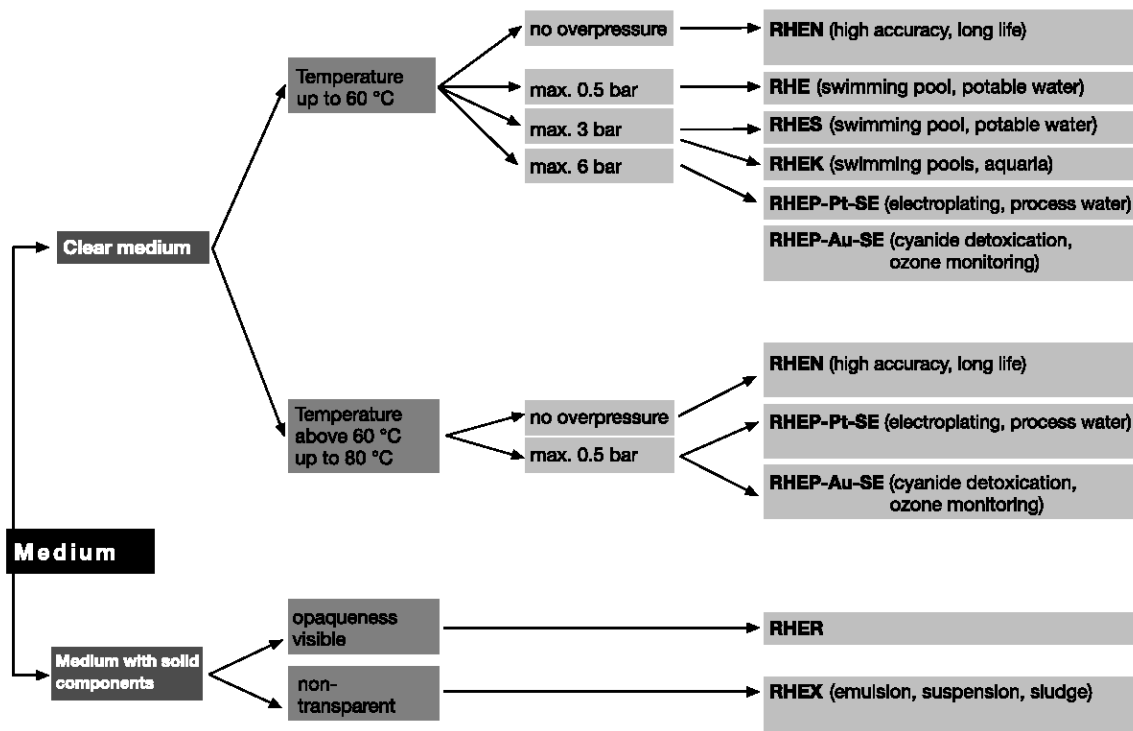 no overpressure
RHEN (high accuracy, long life)
Temperature
up to 60 °C
max. 0.5 bar
RHE (swimming pool, potable water)
max. 3 bar
RHES (swimming pool, potable water)
max. 6 bar
RHEK (swimming pools, aquaria)
RHEP-Pt-SE (electroplating, process water)
Clear medium
RHEP-Au-SE (cyanide detoxication,
ozone monitoring)
RHEN (high accuracy, long life)
Temperature
above 60 °C
up to 80 °C
no overpressure
max. 0.5 bar
RHEP-Pt-SE (electroplating, process water)
RHEP-Au-SE (cyanide detoxication,
ozone monitoring)
Medium
opaqueness
visible
RHER
Medium with solid
components
non-
transparent
RHEX (emulsion, suspension, sludge)